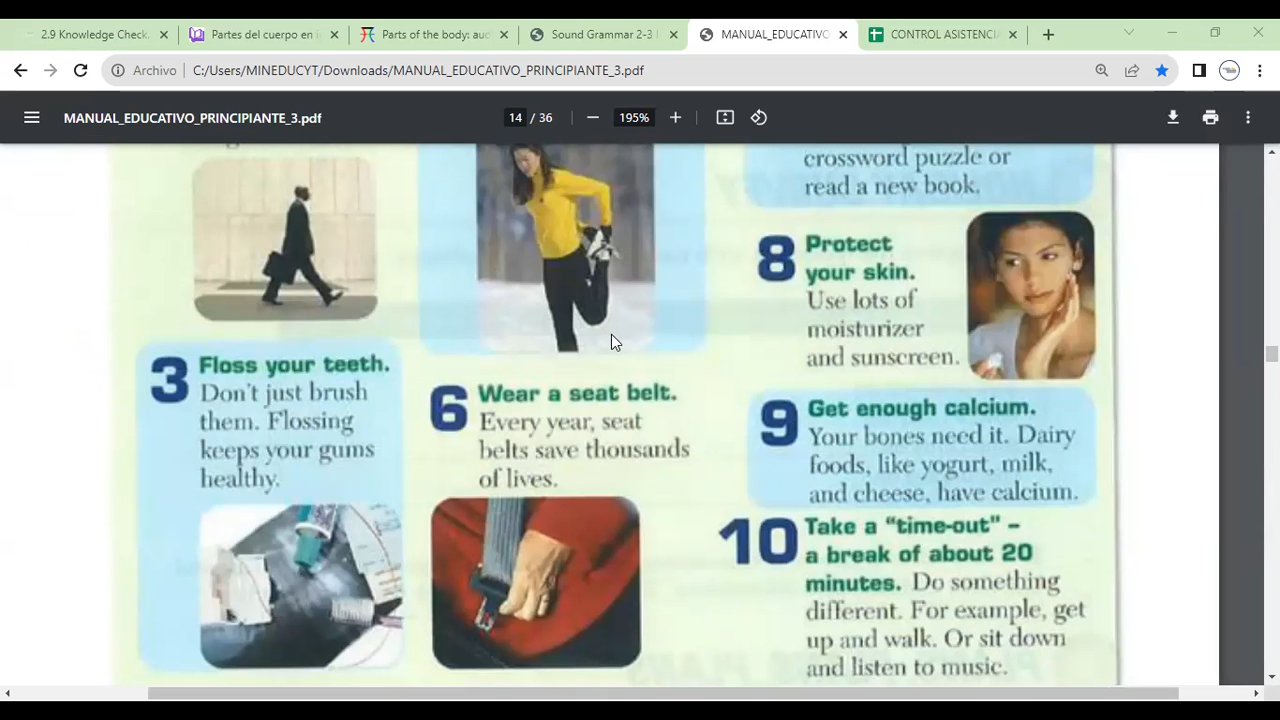 2.9 Knowledge Check.
Partes del cuerpo en i
Parts of the body: aud
Sound Grammar 2-3
MANUAL_EDUCATIVO
CONTROL ASISTENCIA
Archivo
C:/Users/MINEDUCYT/Downloads/MANUAL_EDUCATIVO_PRINCIPIANTE_3.pdf
MANUAL_EDUCATIVO_PRINCIPIANTE_3.pdf
14 / 36
195%
3 Floss your teeth.
Don't just brush
them. Flossing
keeps your gums
healthy.
6 Wear a seat belt.
Every year, seat
belts save thousands
of lives.
crossword puzzle or
read a new book.
8 Protect
your skin.
Use lots of
moisturizer
and sunscreen.
9 Get enough calcium.
Your bones need it. Dairy
foods, like yogurt, milk,
and cheese, have calcium.
10 Take a "time-out" –
a break of about 20
minutes. Do something
different. For example, get
up and walk. Or sit down
and listen to music.